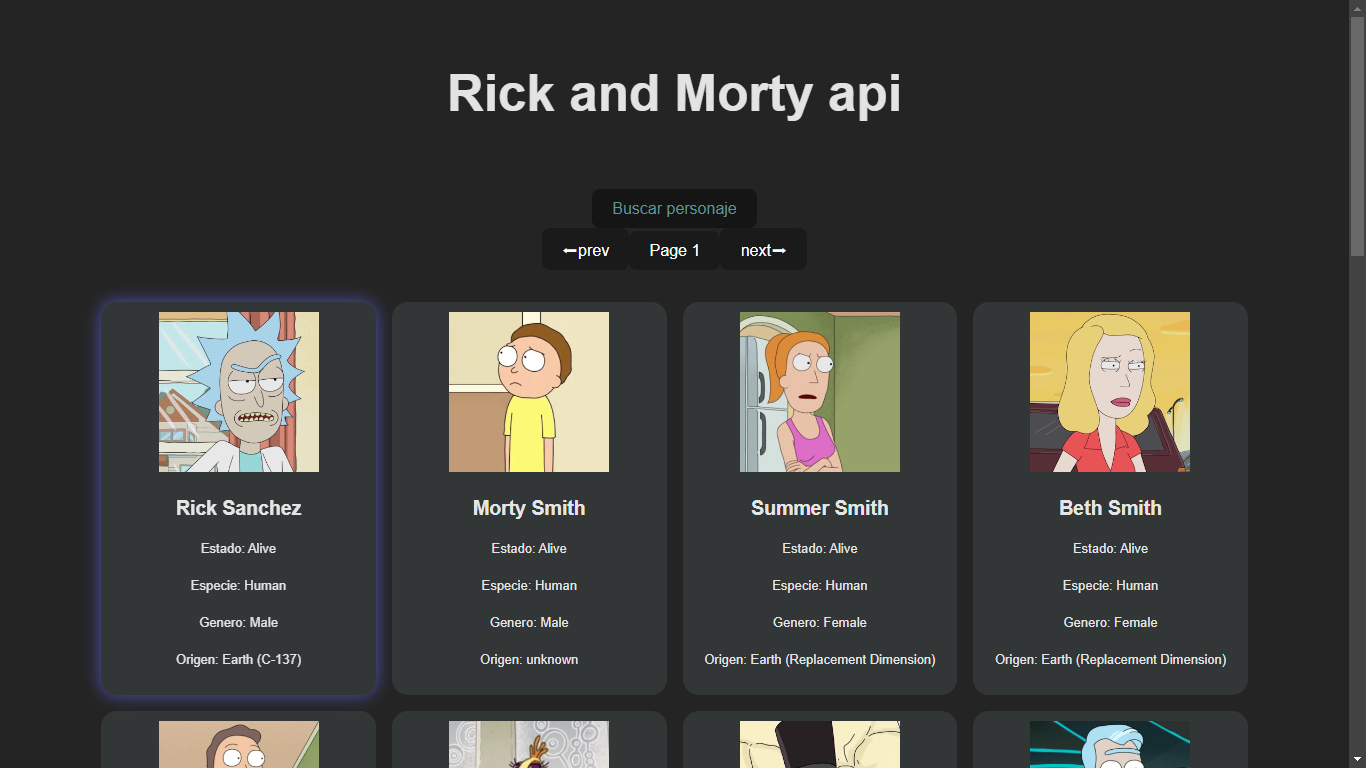 Rick and Morty api
Buscar personaje
⬅prev Page 1 next➡
Rick Sanchez
Estado: Alive
Especie: Human
Genero: Male
Origen: Earth (C-137)
Morty Smith
Estado: Alive
Especie: Human
Genero: Male
Origen: unknown
Summer Smith
Estado: Alive
Especie: Human
Genero: Female
Origen: Earth (Replacement Dimension)
Beth Smith
Estado: Alive
Especie: Human
Genero: Female
Origen: Earth (Replacement Dimension)